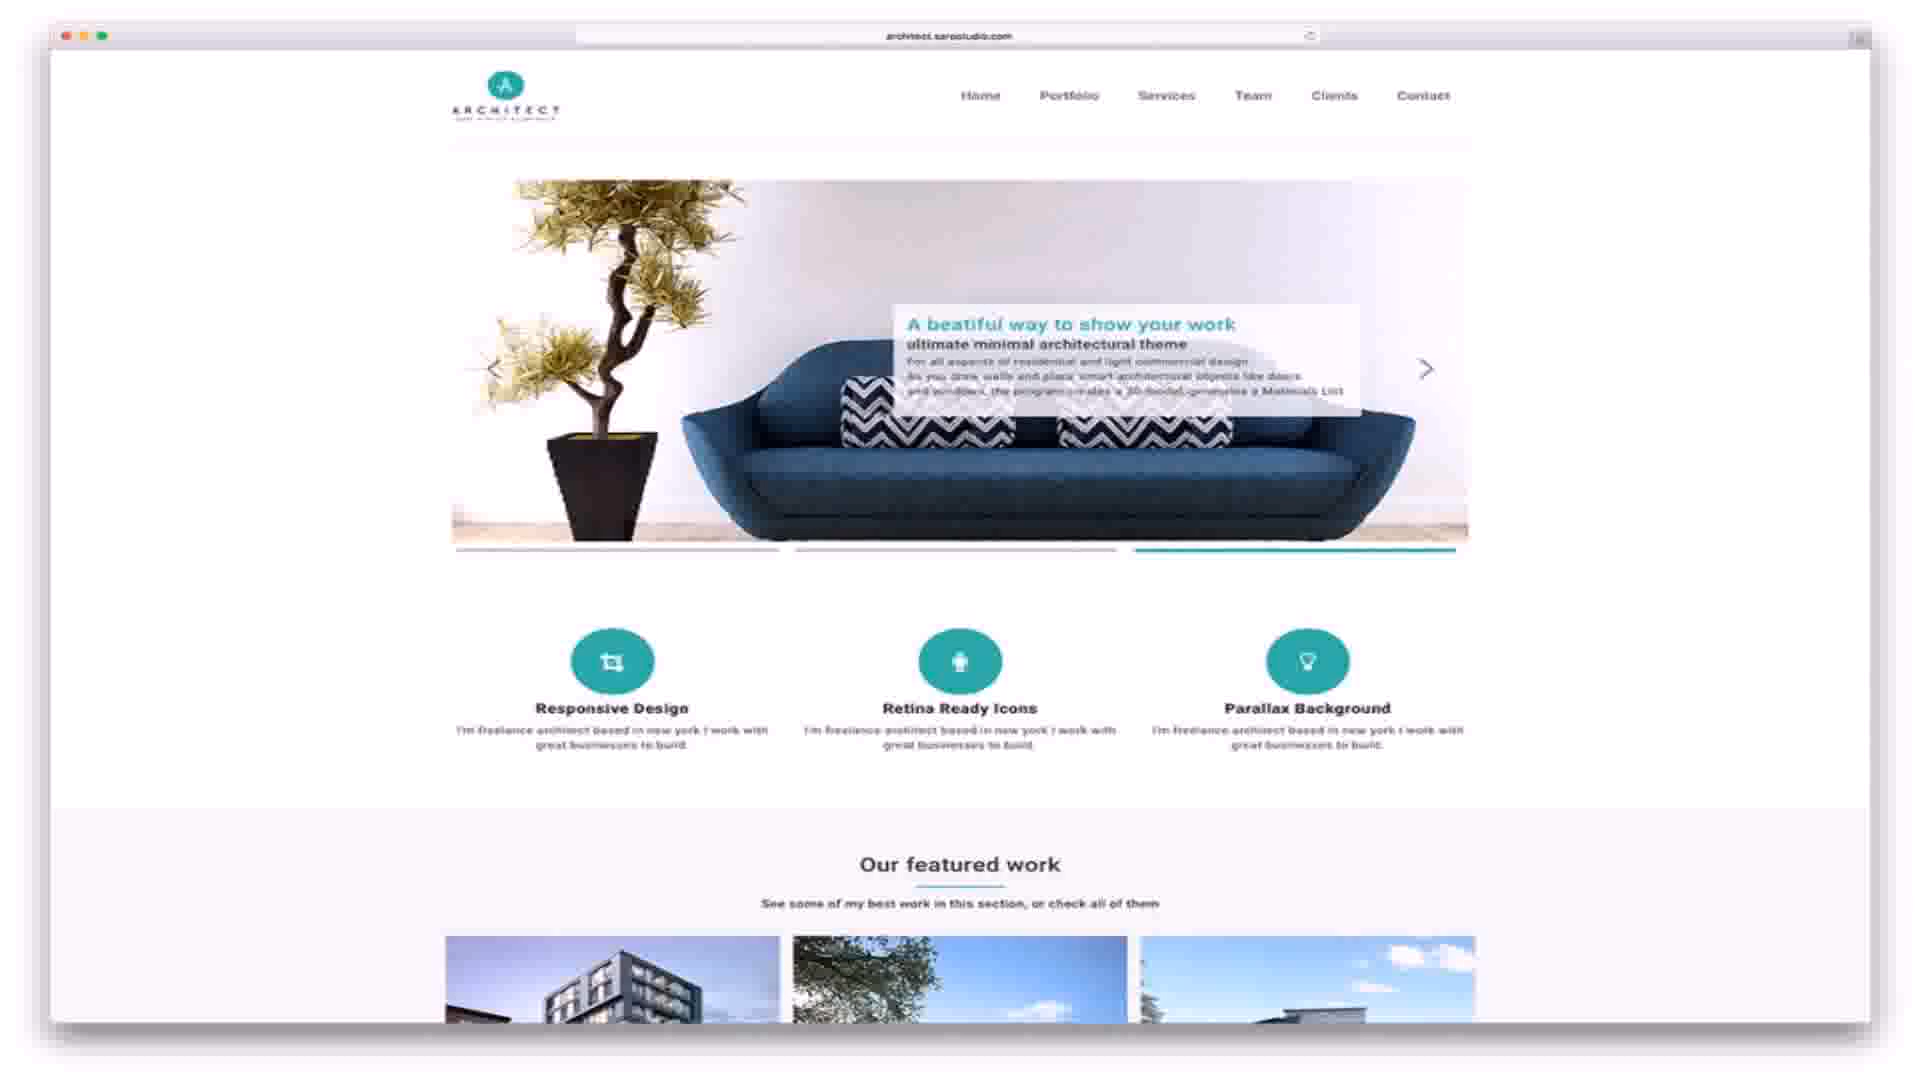 architect.sarostudio.com
A
ARCHITECT
Home Portfolio Services Team Clients Contact
A beatiful way to show your work
ultimate minimal architectural theme
For all aspects of residential and light commercial design
As you draw walls and place smart architectural objects like doors
and windows, the program creates a 3D model, generates a Materials List
Responsive Design
I'm freelance architect based in new york I work with
great businesses to build.
Retina Ready Icons
I'm freelance architect based in new york I work with
great businesses to build.
Parallax Background
I'm freelance architect based in new york I work with
great businesses to build.
Our featured work
See some of my best work in this section, or check all of them